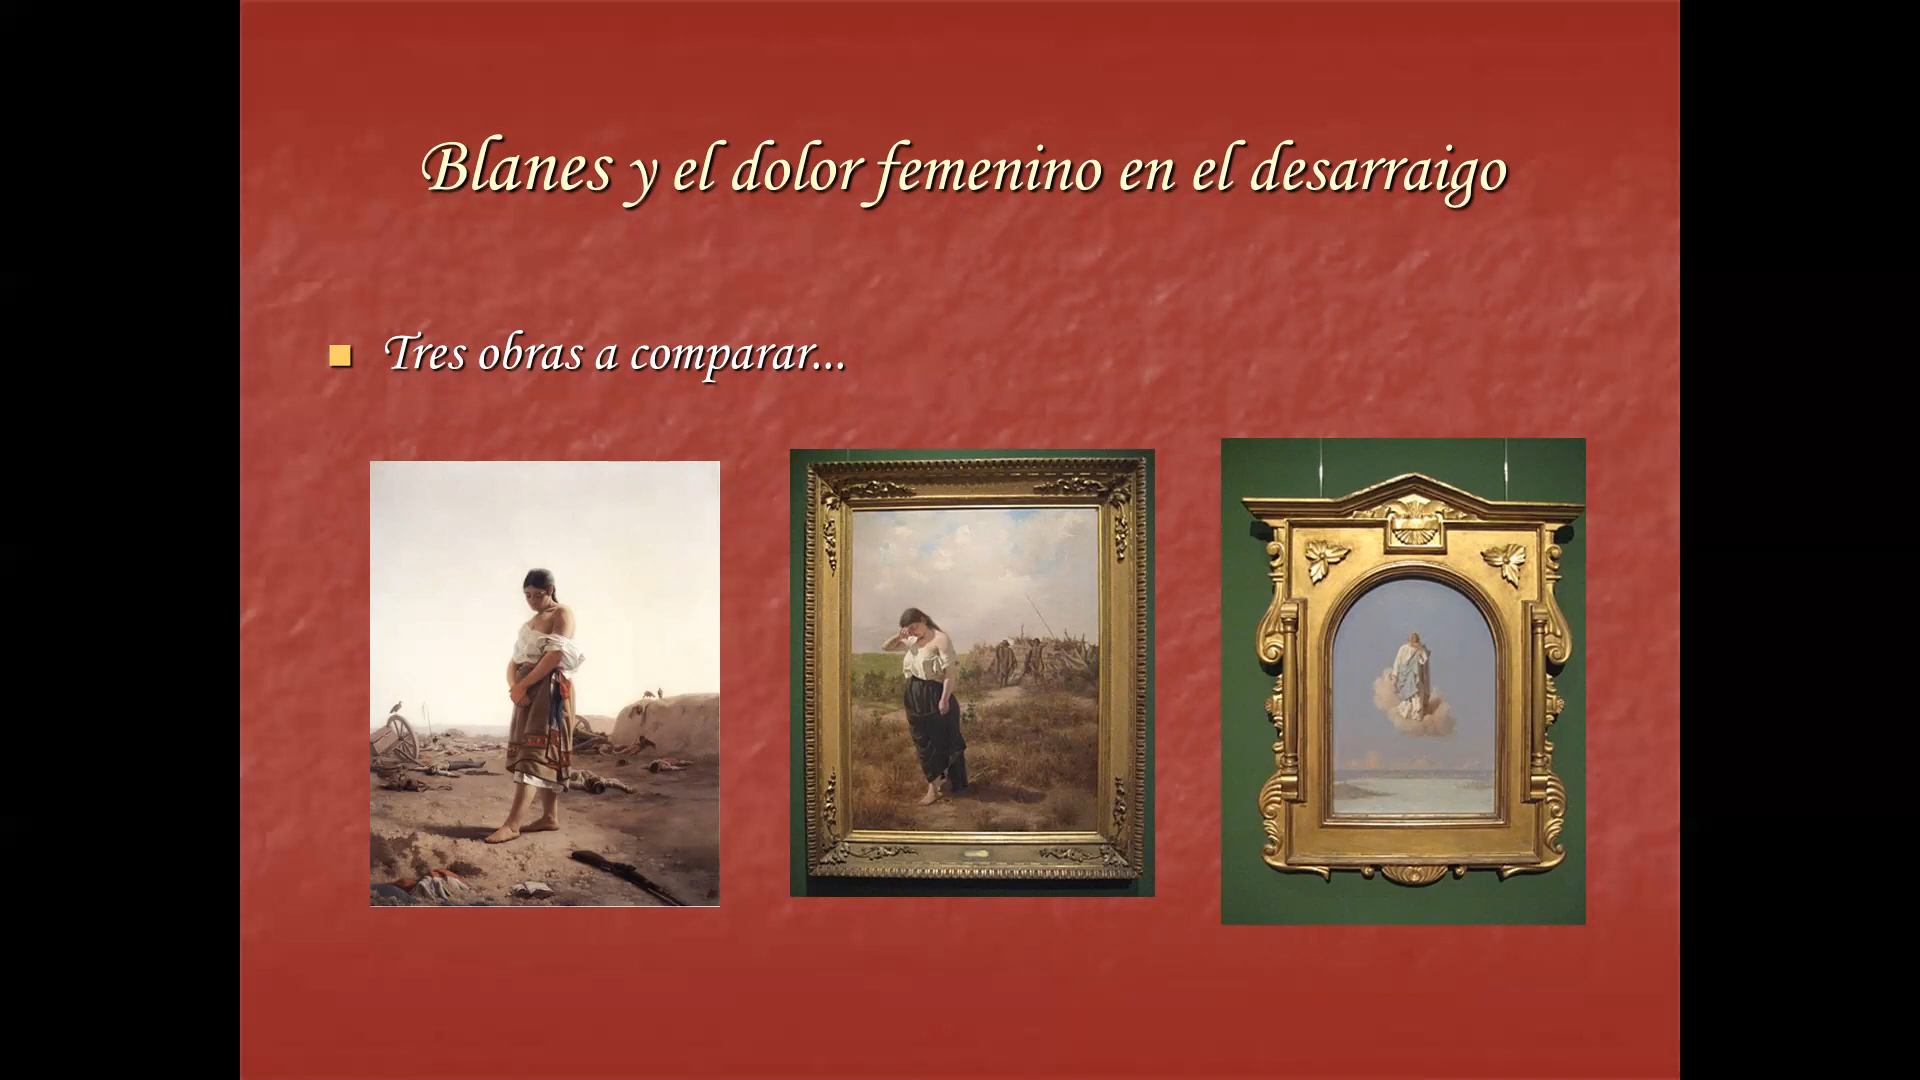 Blanes y el dolor femenino en el desarraigo
Tres obras a comparar...